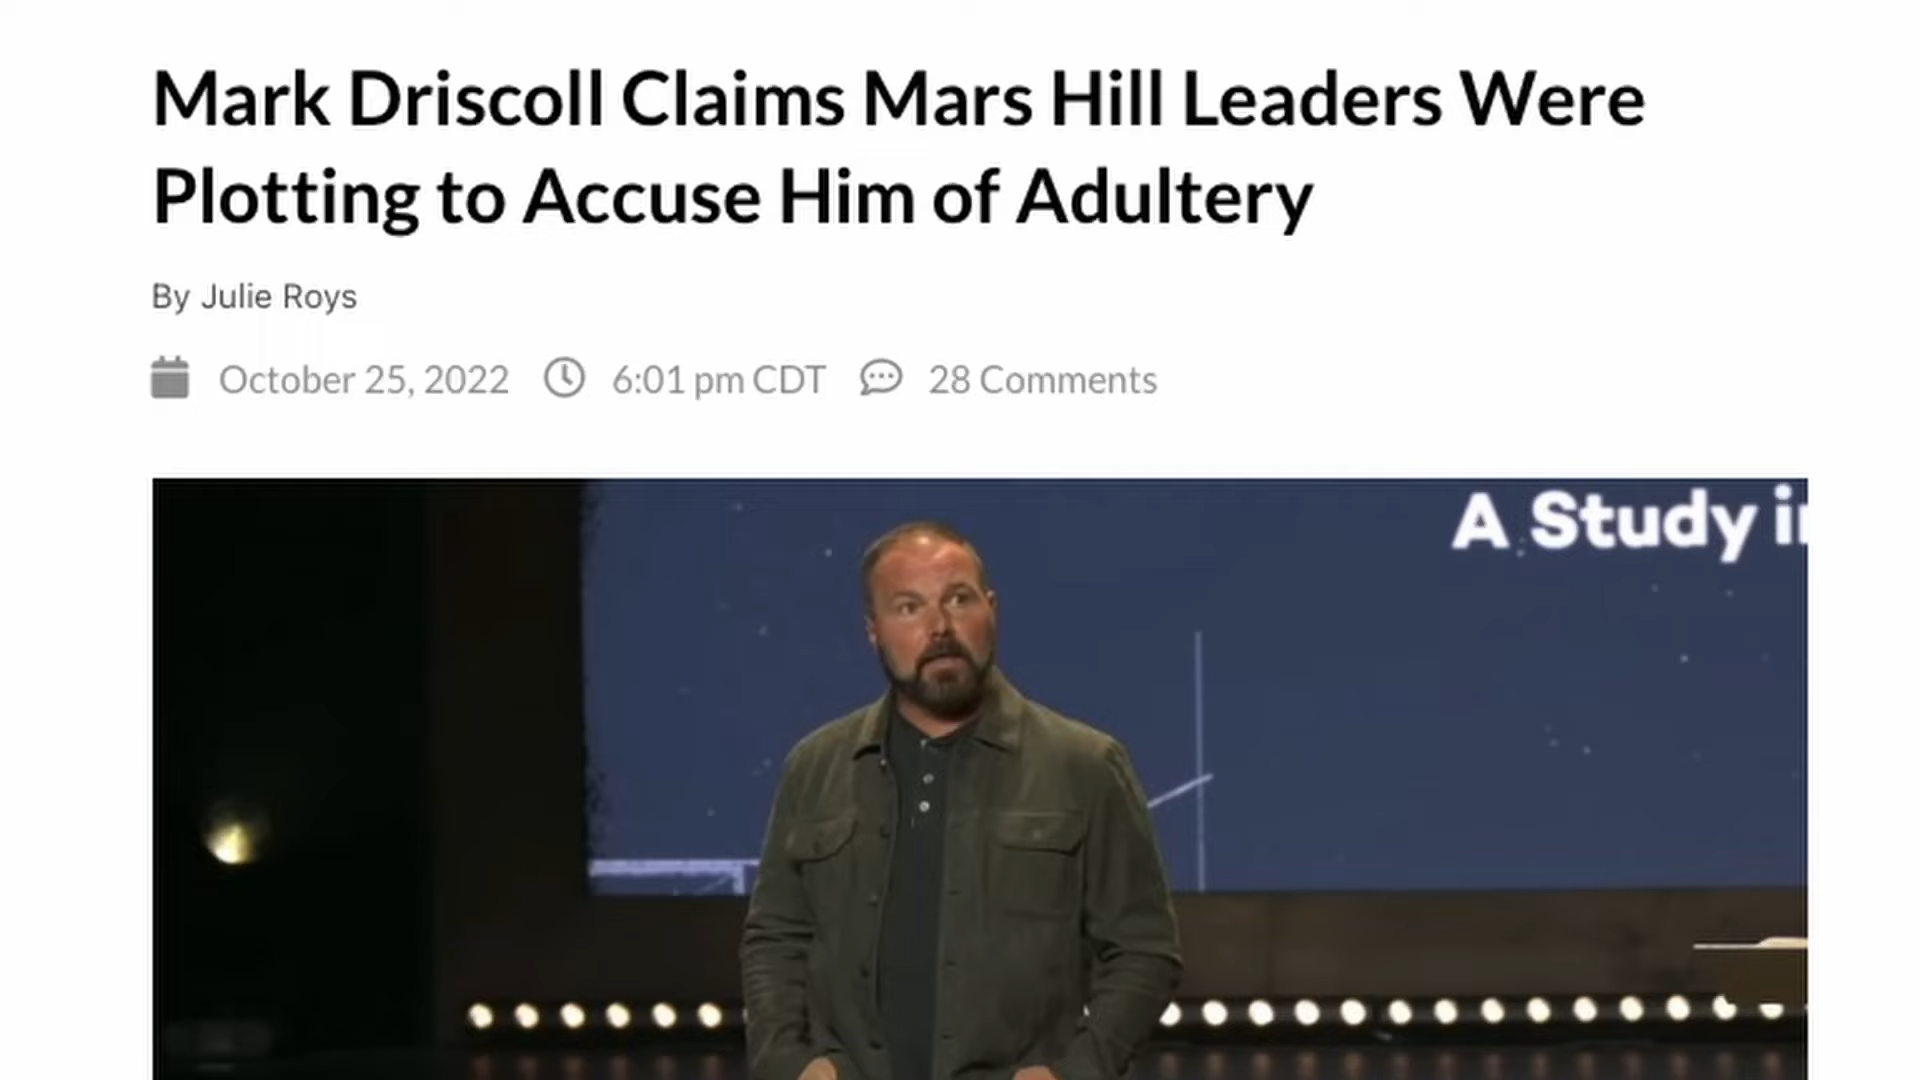 Mark Driscoll Claims Mars Hill Leaders Were
Plotting to Accuse Him of Adultery
By Julie Roys
October 25, 2022 6:01 pm CDT 28 Comments
A Study in